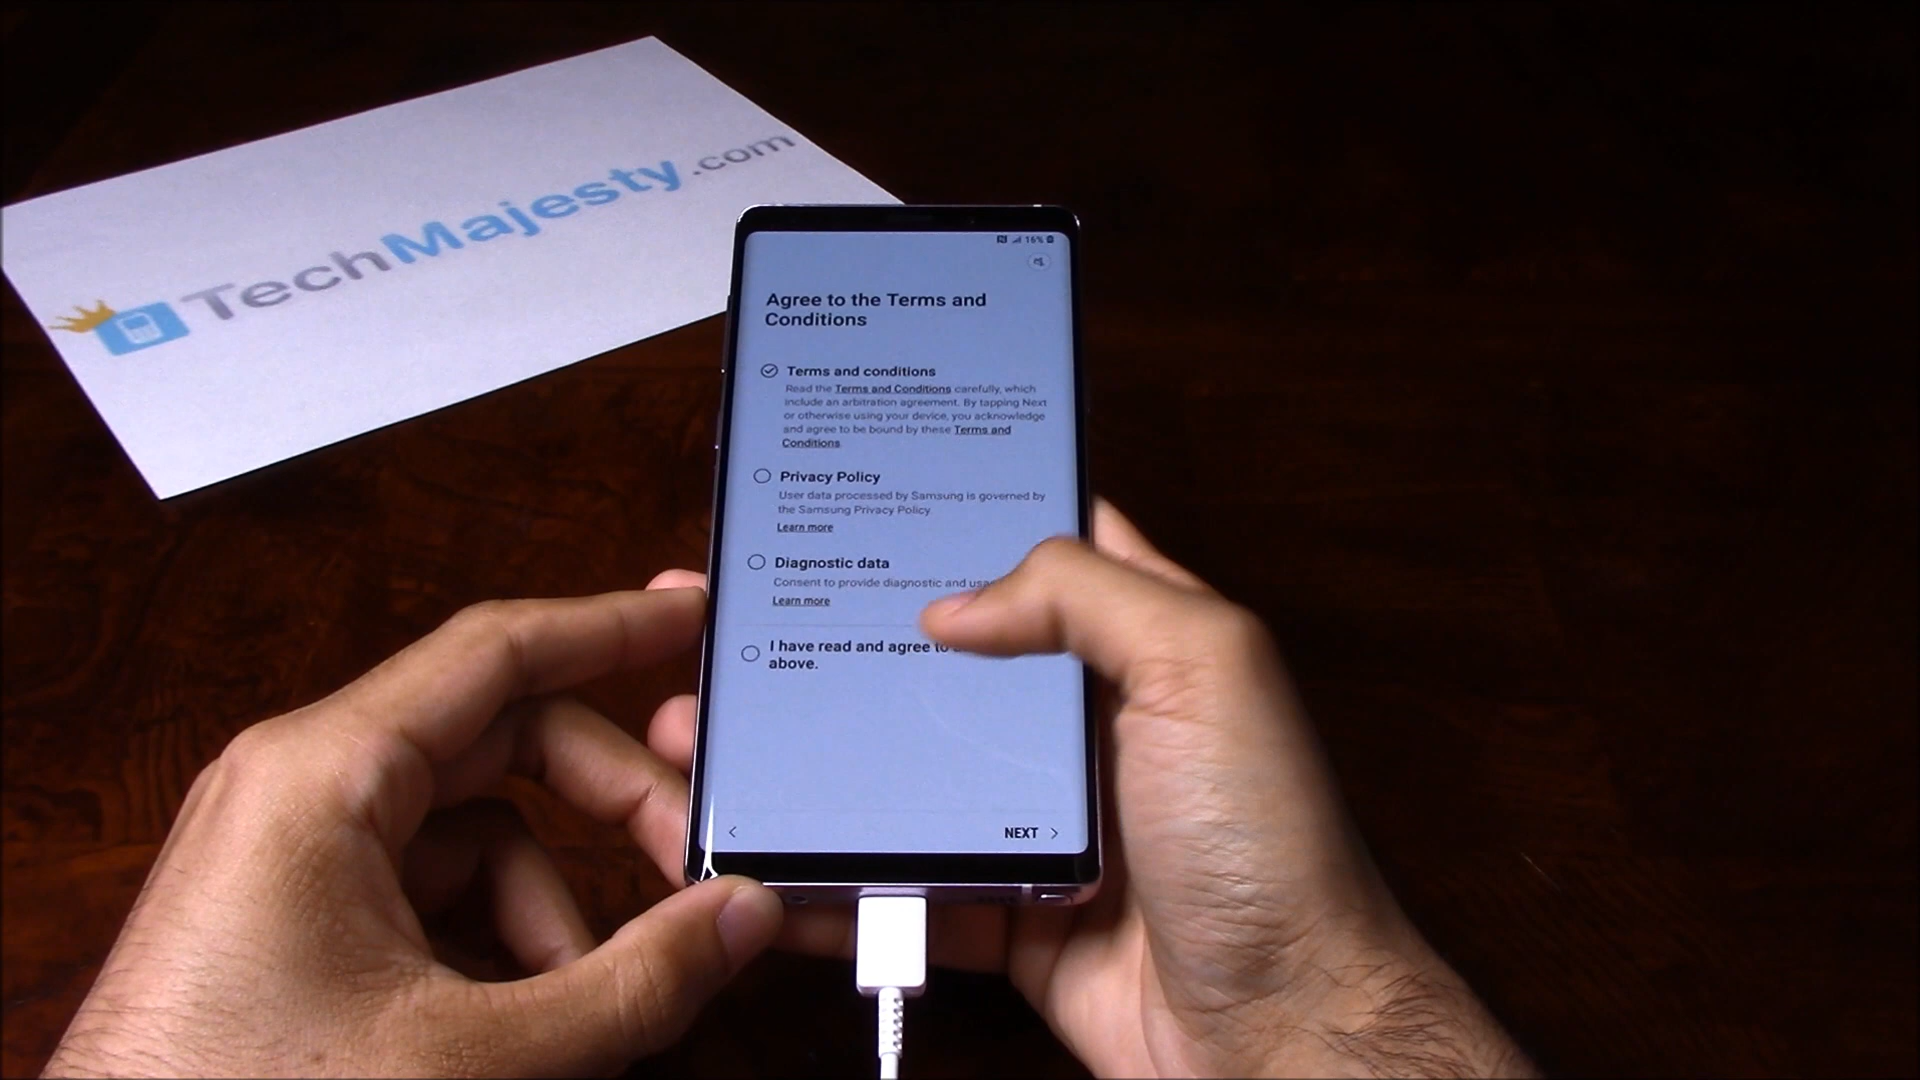 TechMajesty.com
16%
Agree to the Terms and
Conditions
Terms and conditions
Read the Terms and Conditions carefully, which
include an arbitration agreement. By tapping Next
or otherwise using your device, you acknowledge
and agree to be bound by these Terms and
Conditions.
Privacy Policy
User data processed by Samsung is governed by
the Samsung Privacy Policy.
Learn more
Diagnostic data
Consent to provide diagnostic and
Learn more
I have read and agree to
above.
< NEXT >